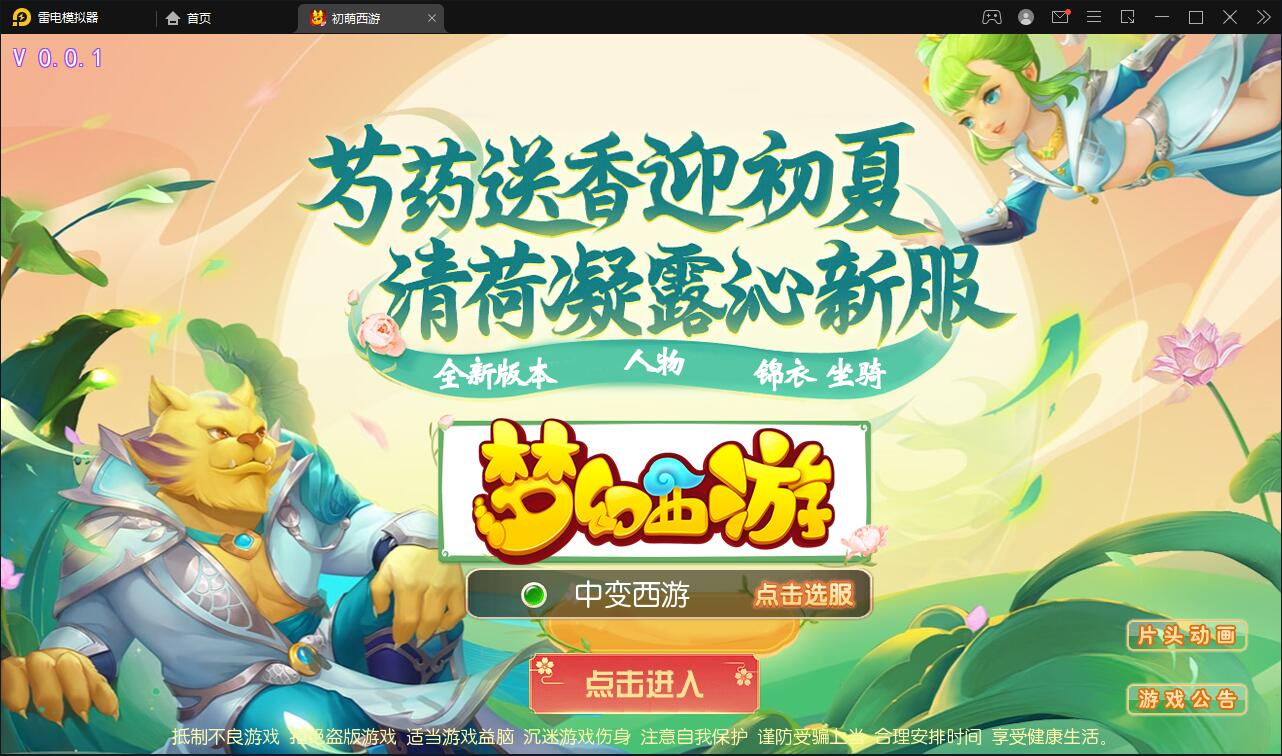 雷电模拟器
首页
初萌西游
V 0.0.1
芍药送香迎初夏
清荷凝露沁新服
全新版本 人物 锦衣 坐骑
梦幻西游
中变西游 点击选服
片头动画
点击进入
游戏公告
抵制不良游戏 拒绝盗版游戏 适当游戏益脑 沉迷游戏伤身 注意自我保护 谨防受骗上当 合理安排时间 享受健康生活。